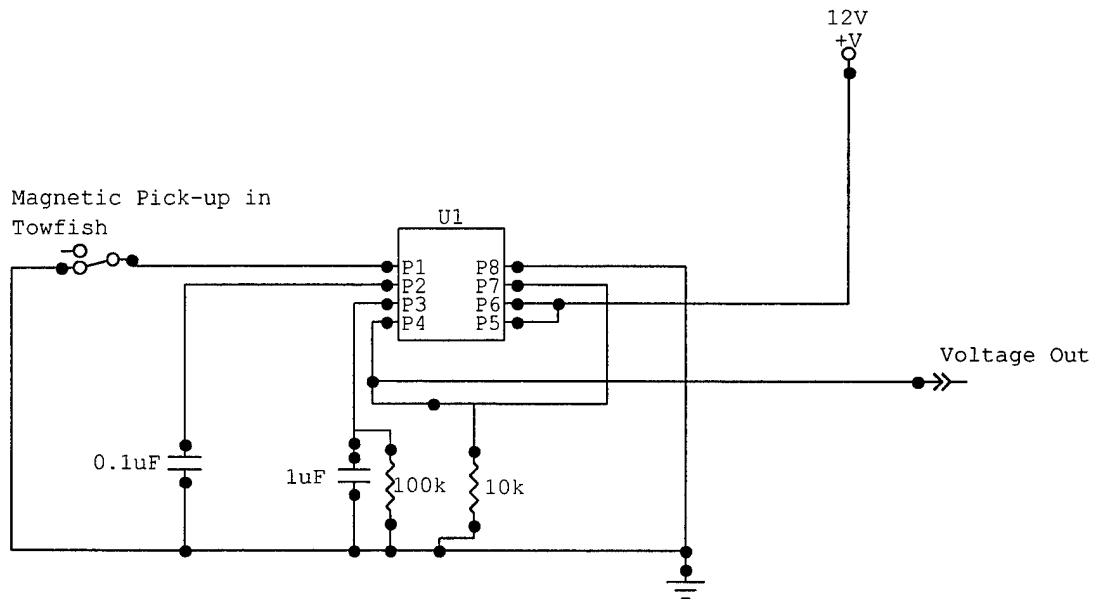 12V
+V
Magnetic Pick-up in
Towfish
U1
P1 P8
P2 P7
P3 P6
P4 P5
Voltage Out
0.1uF
1uF
100k
10k